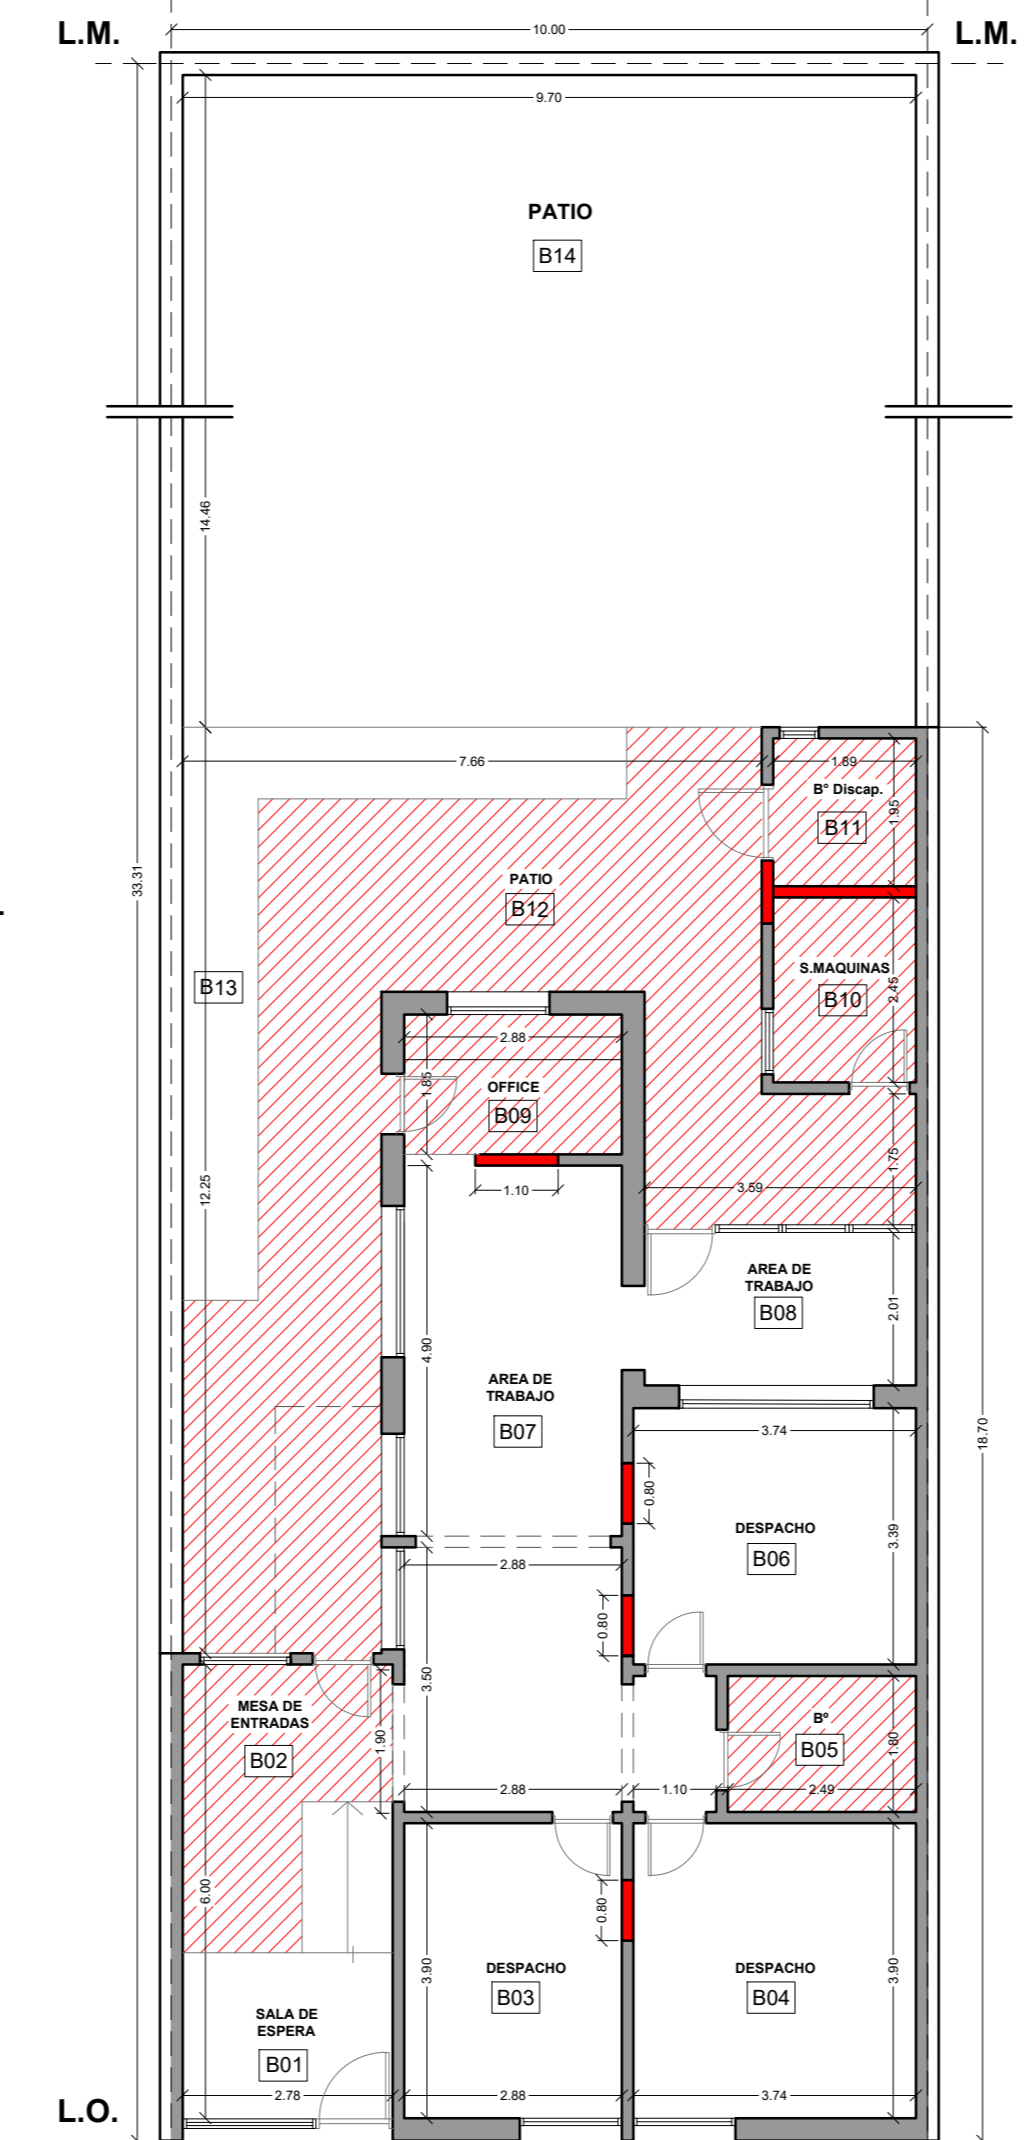 L.M.
10.00
L.M.
9.70
PATIO
B14
14.46
7.66
1.89
B° Discap.
B11
1.95
33.31
PATIO
B12
S.MAQUINAS
B10
2.45
B13
2.88
1.85
OFFICE
B09
1.10
1.75
3.59
12.25
AREA DE
TRABAJO
B08
2.01
4.90
AREA DE
TRABAJO
B07
3.74
18.70
0.80
DESPACHO
B06
3.39
2.88
0.80
3.50
MESA DE
ENTRADAS
B02
1.90
Bº
B05
1.80
2.88
1.10
2.49
6.00
0.80
3.90
DESPACHO
B03
DESPACHO
B04
3.90
SALA DE
ESPERA
B01
2.78
2.88
3.74
L.O.